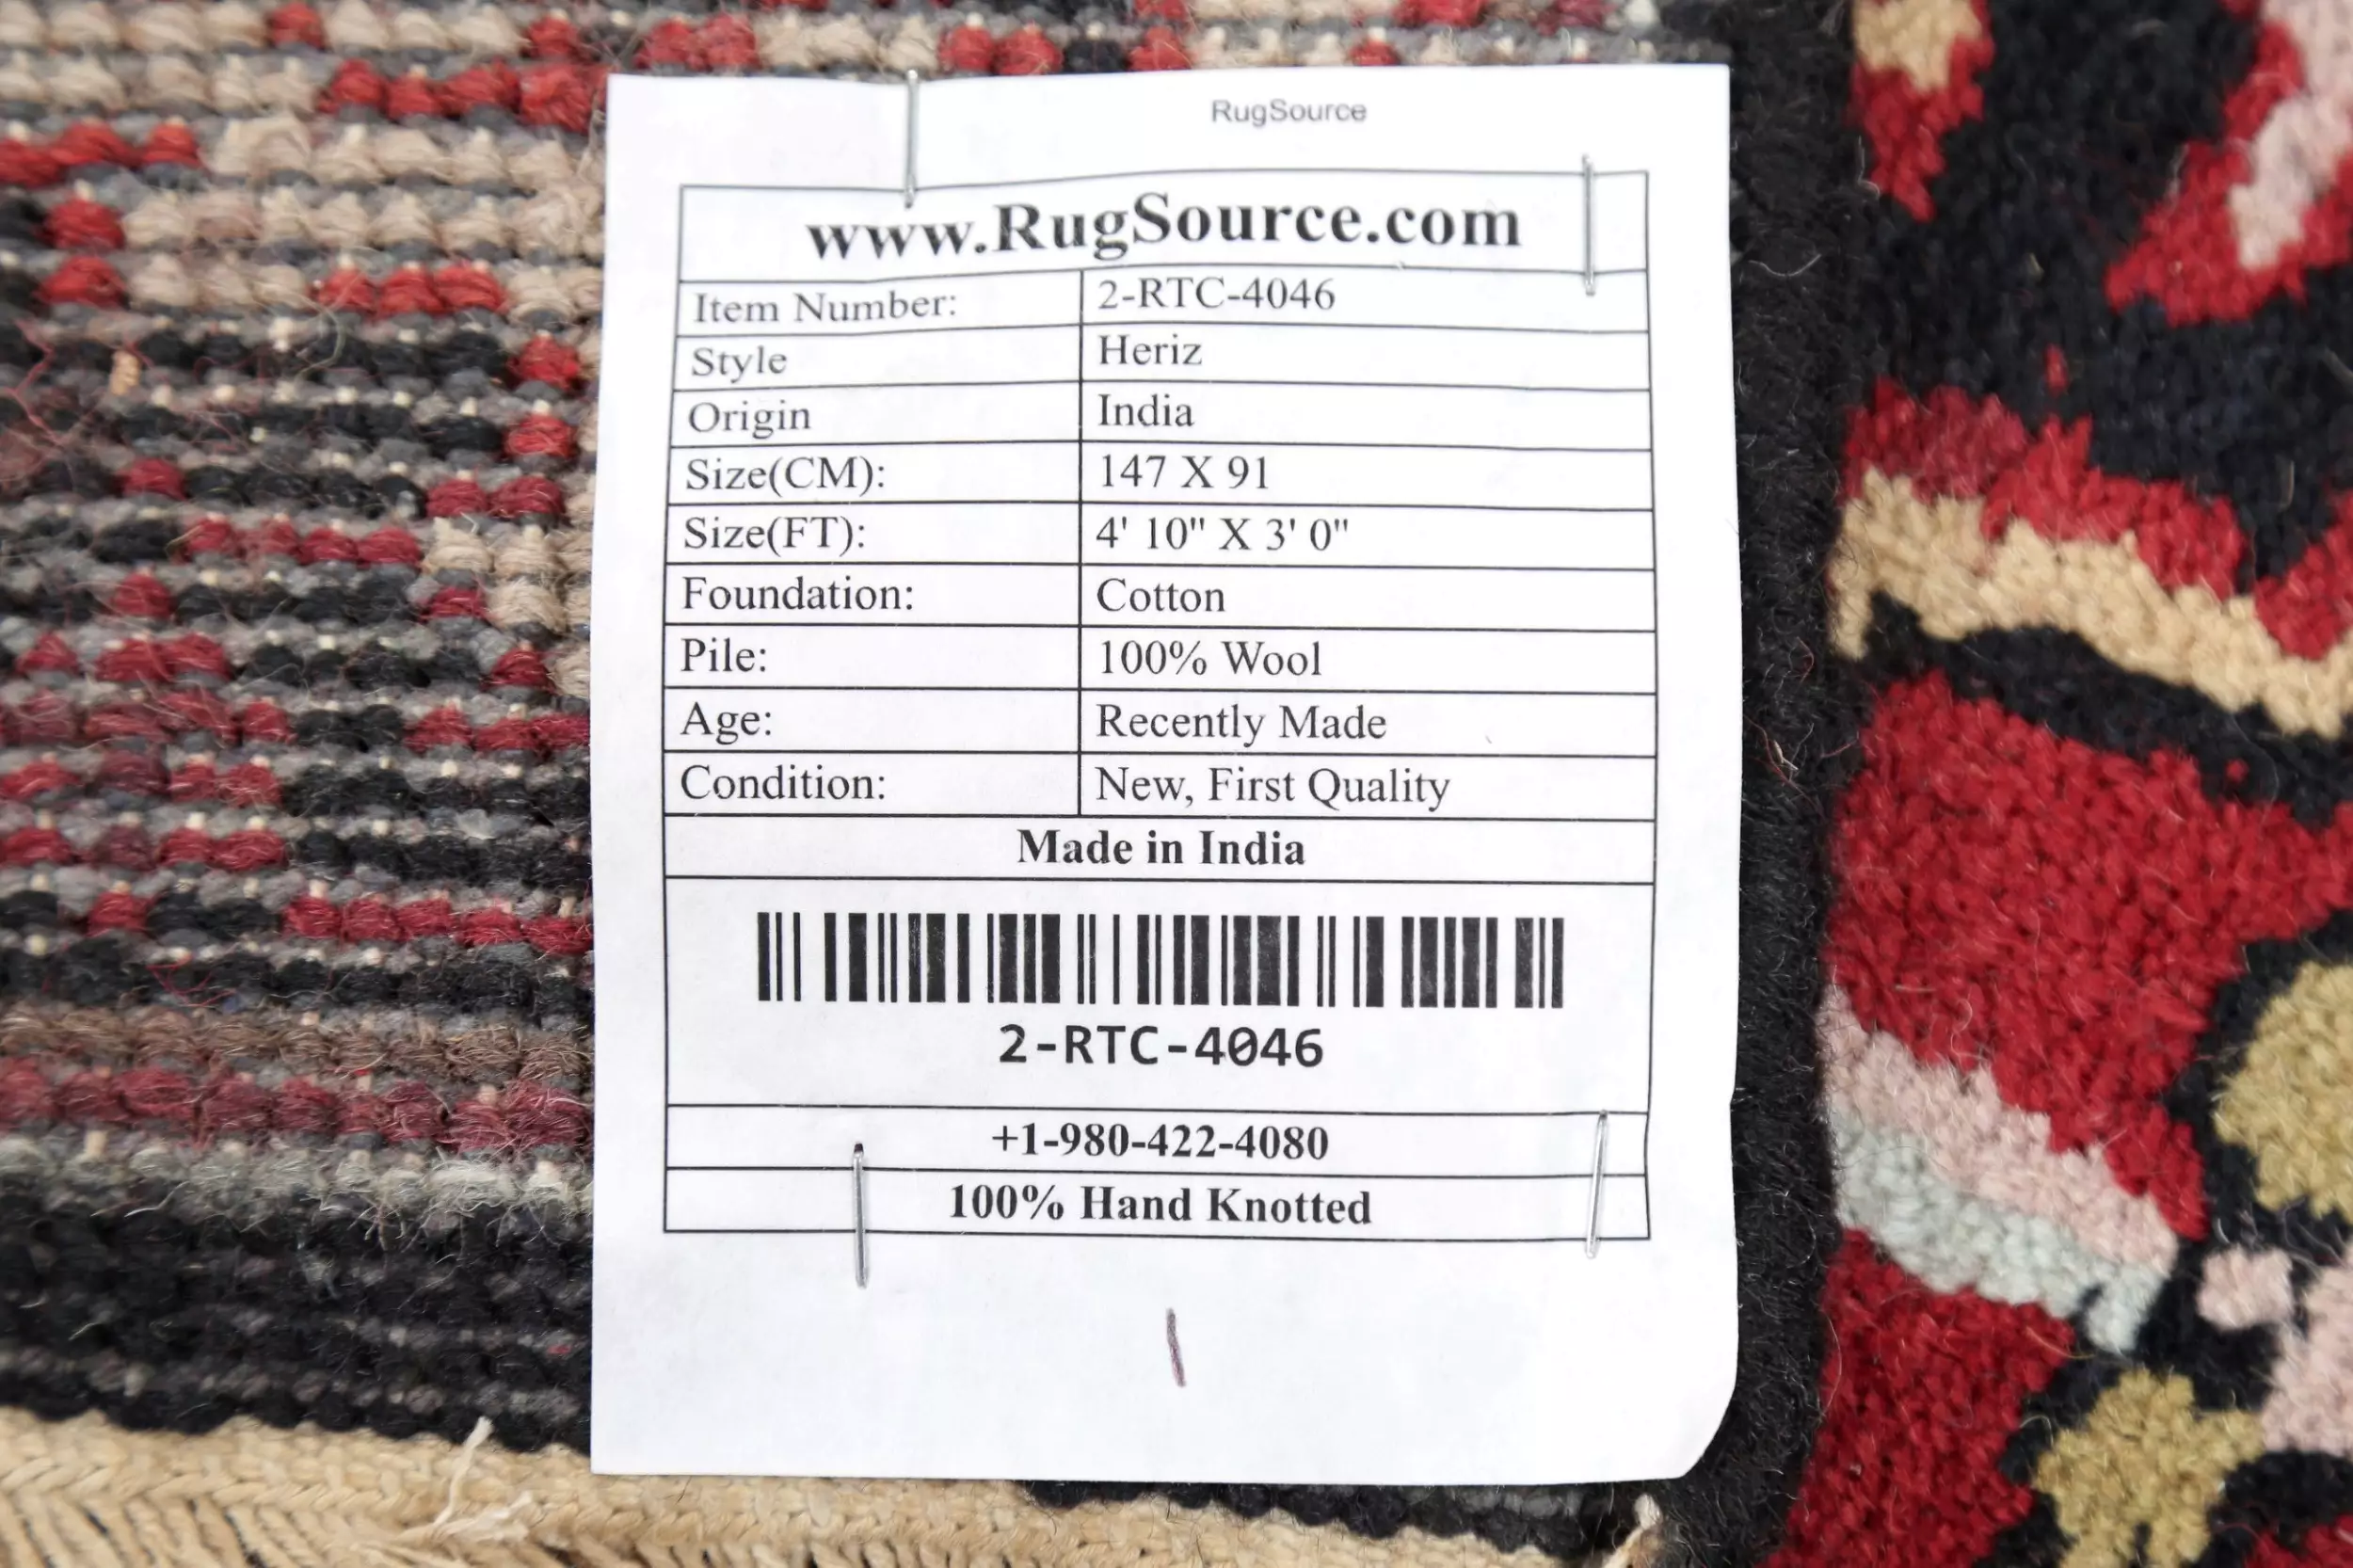 RugSource
www.RugSource.com
Item Number: 2-RTC-4046
Style Heriz
Origin India
Size(CM): 147 X 91
Size(FT): 4' 10" X 3' 0"
Foundation: Cotton
Pile: 100% Wool
Age: Recently Made
Condition: New, First Quality
Made in India
2-RTC-4046
+1-980-422-4080
100% Hand Knotted